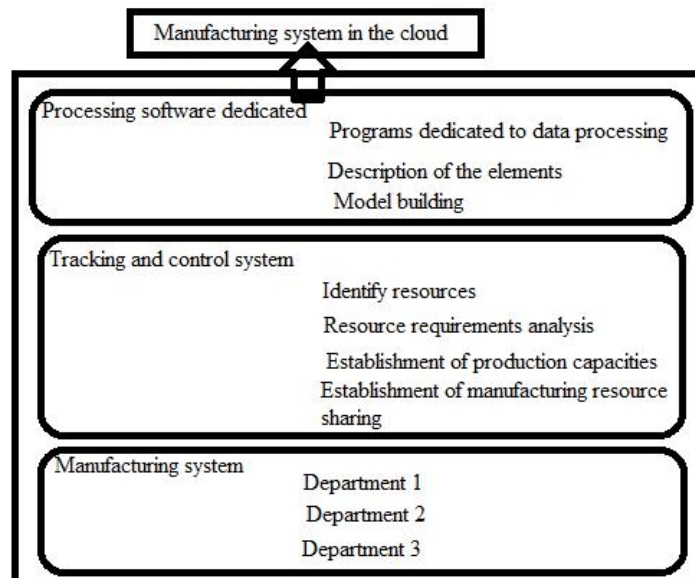 Manufacturing system in the cloud
Processing software dedicated
Programs dedicated to data processing
Description of the elements
Model building
Tracking and control system
Identify resources
Resource requirements analysis
Establishment of production capacities
Establishment of manufacturing resource
sharing
Manufacturing system
Department 1
Department 2
Department 3